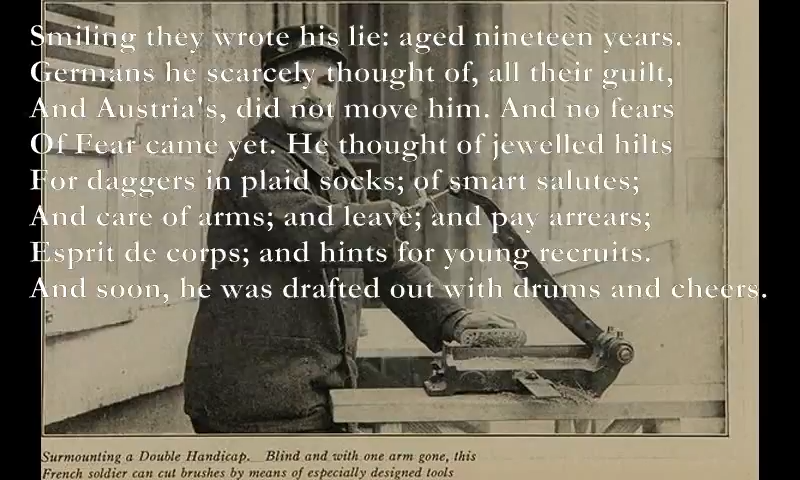 Smiling they wrote his lie: aged nineteen years.
Germans he scarcely thought of, all their guilt,
And Austria's, did not move him. And no fears
Of Fear came yet. He thought of jewelled hilts
For daggers in plaid socks; of smart salutes;
And care of arms; and leave; and pay arrears;
Esprit de corps; and hints for young recruits.
And soon, he was drafted out with drums and cheers.
Surmounting a Double Handicap. Blind and with one arm gone, this
French soldier can cut brushes by means of especially designed tools